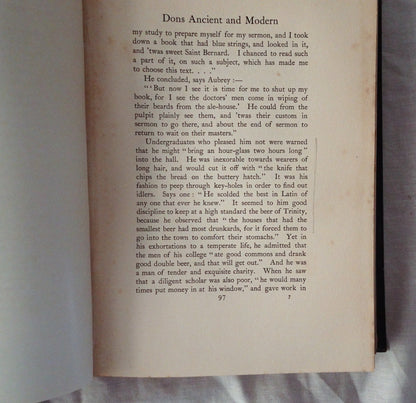 Dons Ancient and Modern
my study to prepare myself for my sermon, and I took
down a book that had blue strings, and looked in it,
and 'twas sweet Saint Bernard. I chanced to read such
a part of it, on such a subject, which has made me
to choose this text. . . ."
He concluded, says Aubrey :—
"'But now I see it is time for me to shut up my
book, for I see the doctors' men come in wiping of
their beards from the ale-house.' He could from the
pulpit plainly see them, and 'twas their custom in
sermon to go there, and about the end of sermon to
return to wait on their masters."
Undergraduates who pleased him not were warned
that he might "bring an hour-glass two hours long"
into the hall. He was inexorable towards wearers of
long hair, and would cut it off with "the knife that
chips the bread on the buttery hatch." It was his
fashion to peep through key-holes in order to find out
idlers. Says one : "He scolded the best in Latin of
any one that ever he knew." It seemed to him good
discipline to keep at a high standard the beer of Trinity,
because he observed that "the houses that had the
smallest beer had most drunkards, for it forced them to
go into the town to comfort their stomachs." Yet in
his exhortations to a temperate life, he admitted that
the men of his college "ate good commons and drank
good double beer, and that will get out." And he
was a man of tender and exquisite charity. When he saw
that a diligent scholar was also poor, "he would many
times put money in at his window," and gave work in
97